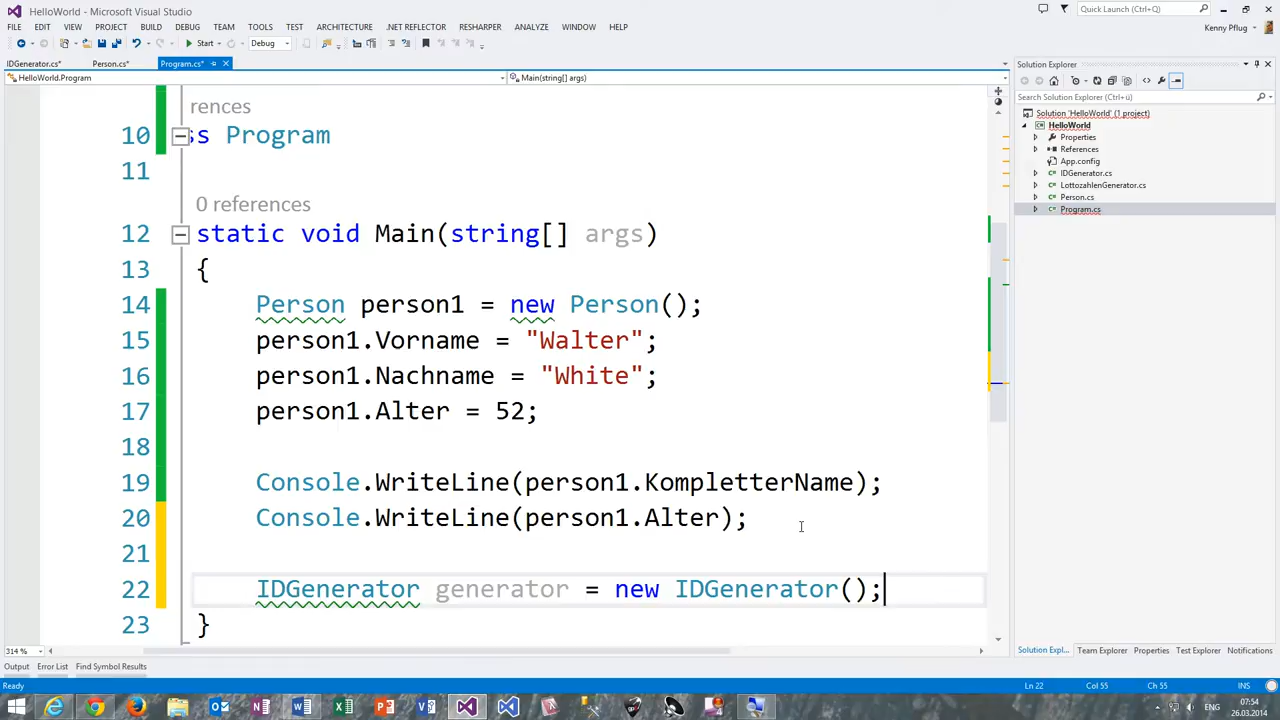 HelloWorld - Microsoft Visual Studio
Quick Launch (Ctrl+Q)
FILE EDIT VIEW PROJECT BUILD DEBUG TEAM TOOLS TEST ARCHITECTURE .NET REFLECTOR RESHARPER ANALYZE WINDOW HELP
Kenny Pflug
Start Debug
IDGenerator.cs* Person.cs* Program.cs*
HelloWorld.Program
Main(string[] args)
rences
10 s Program
11
0 references
12 static void Main(string[] args)
13 {
14 Person person1 = new Person();
15 person1.Vorname = "Walter";
16 person1.Nachname = "White";
17 person1.Alter = 52;
18
19 Console.WriteLine(person1.KompletterName);
20 Console.WriteLine(person1.Alter);
21
22 IDGenerator generator = new IDGenerator();
23 }
314 %
Solution Explorer
Search Solution Explorer (Ctrl+ü)
Solution 'HelloWorld' (1 project)
HelloWorld
Properties
References
App.config
IDGenerator.cs
LottozahlenGenerator.cs
Person.cs
Program.cs
Solution Expl... Team Explorer Properties Test Explorer Notifications
Output Error List Find Symbol Results
Ready
Ln 22 Col 55 Ch 55 INS
ENG
07:54
26.03.2014